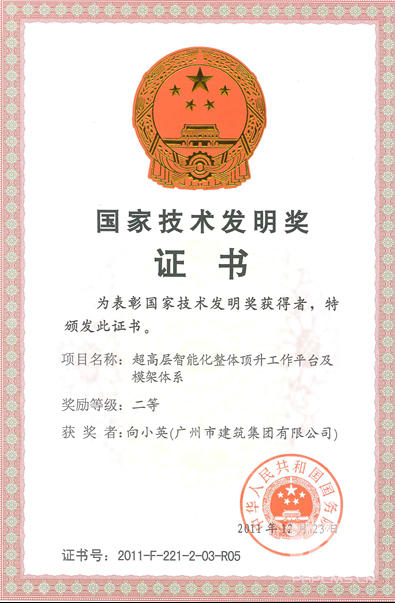 国家技术发明奖
证书
为表彰国家技术发明奖获得者,特
颁发此证书。
项目名称: 超高层智能化整体顶升工作平台及
模架体系
奖励等级: 二等
获奖者: 向小英(广州市建筑集团有限公司)
中华人民共和国国务院
2011年12月23日
证书号: 2011-F-221-2-03-R05